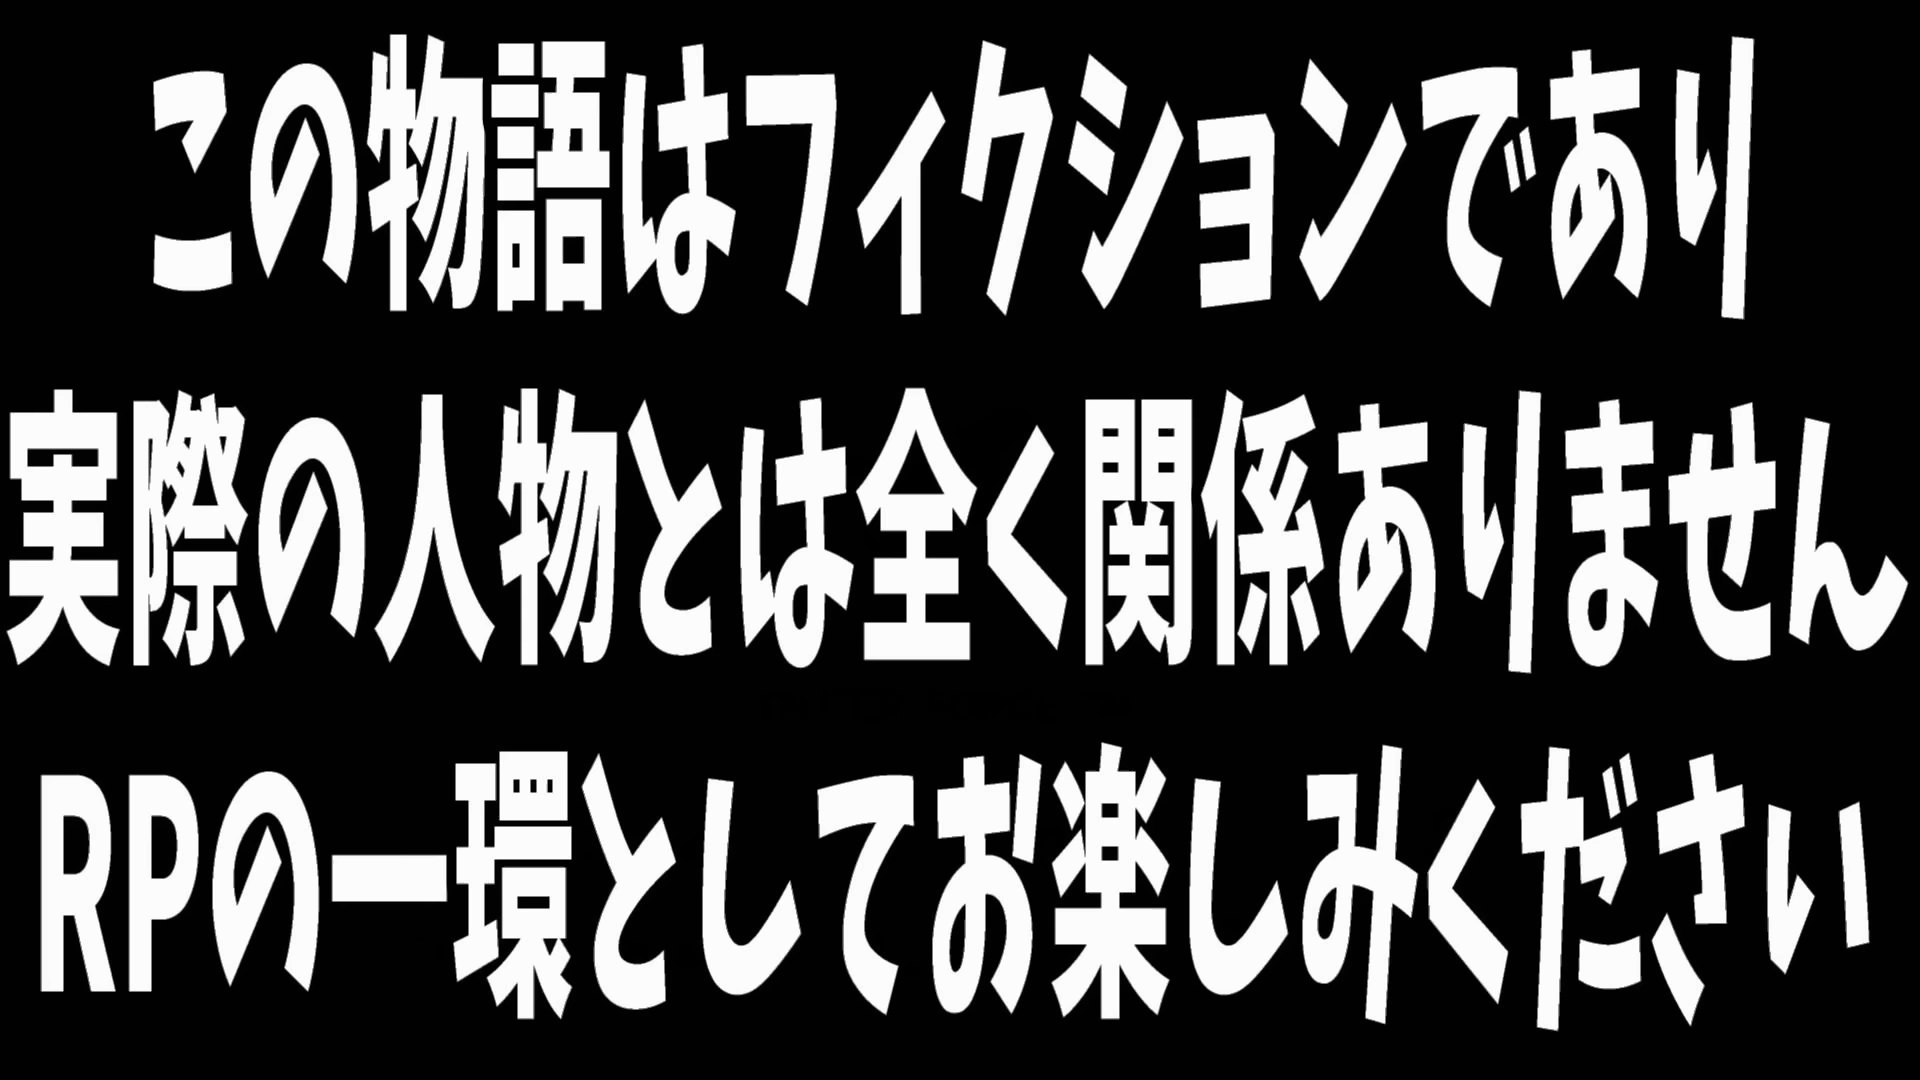 この物語はフィクションであり
実際の人物とは全く関係ありません
RPの一環としてお楽しみください